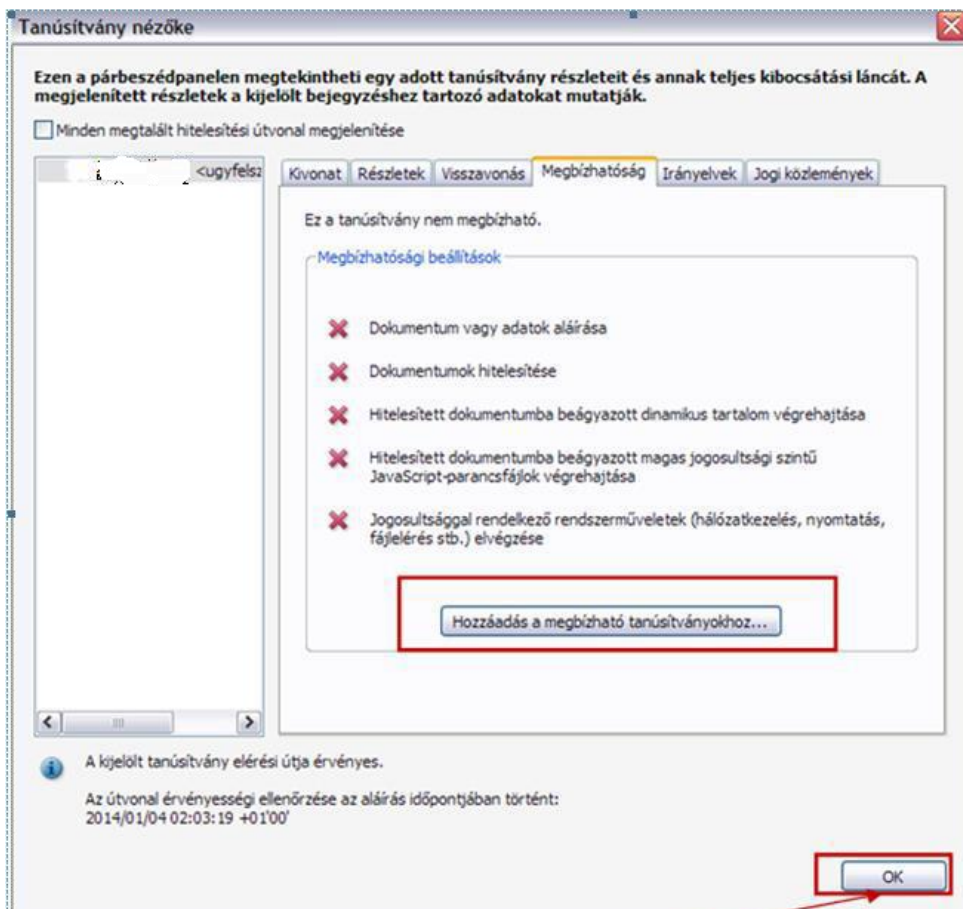 Tanúsítvány nézőke
Ezen a párbeszédpanelen megtekintheti egy adott tanúsítvány részleteit és annak teljes kibocsátási láncát. A
megjelenített részletek a kijelölt bejegyzéshez tartozó adatokat mutatják.
Minden megtalált hitelesítési útvonal megjelenítése
<ugyfelsz
Kivonat Részletek Visszavonás Megbízhatóság Irányelvek Jogi közlemények
Ez a tanúsítvány nem megbízható.
Megbízhatósági beállítások
Dokumentum vagy adatok aláírása
Dokumentumok hitelesítése
Hitelesített dokumentumba beágyazott dinamikus tartalom végrehajtása
Hitelesített dokumentumba beágyazott magas jogosultsági szintű
JavaScript-parancsfájlok végrehajtása
Jogosultsággal rendelkező rendszerműveletek (hálózatkezelés, nyomtatás,
fájlelérés stb.) elvégzése
Hozzáadás a megbízható tanúsítványokhoz...
A kijelölt tanúsítvány elérési útja érvényes.
Az útvonal érvényességi ellenőrzése az aláírás időpontjában történt:
2014/01/04 02:03:19 +01'00'
OK